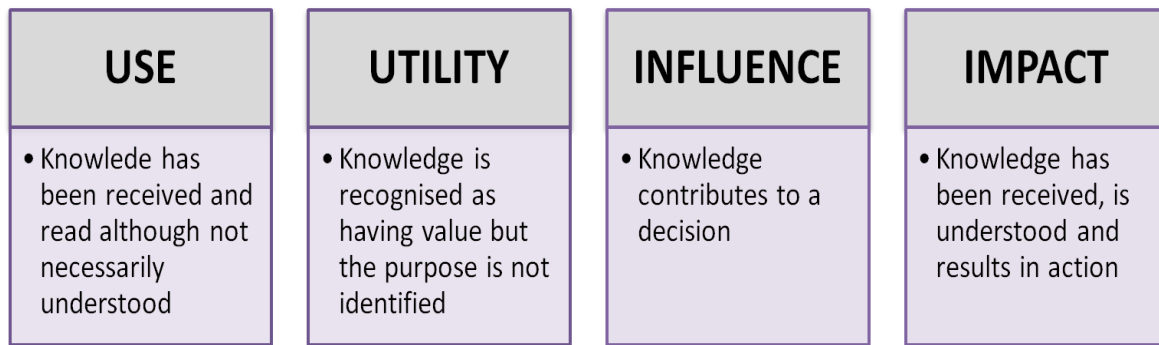 USE
• Knowlede has
been received and
read although not
necessarily
understood
UTILITY
• Knowledge is
recognised as
having value but
the purpose is not
identified
INFLUENCE
• Knowledge
contributes to a
decision
IMPACT
• Knowledge has
been received, is
understood and
results in action